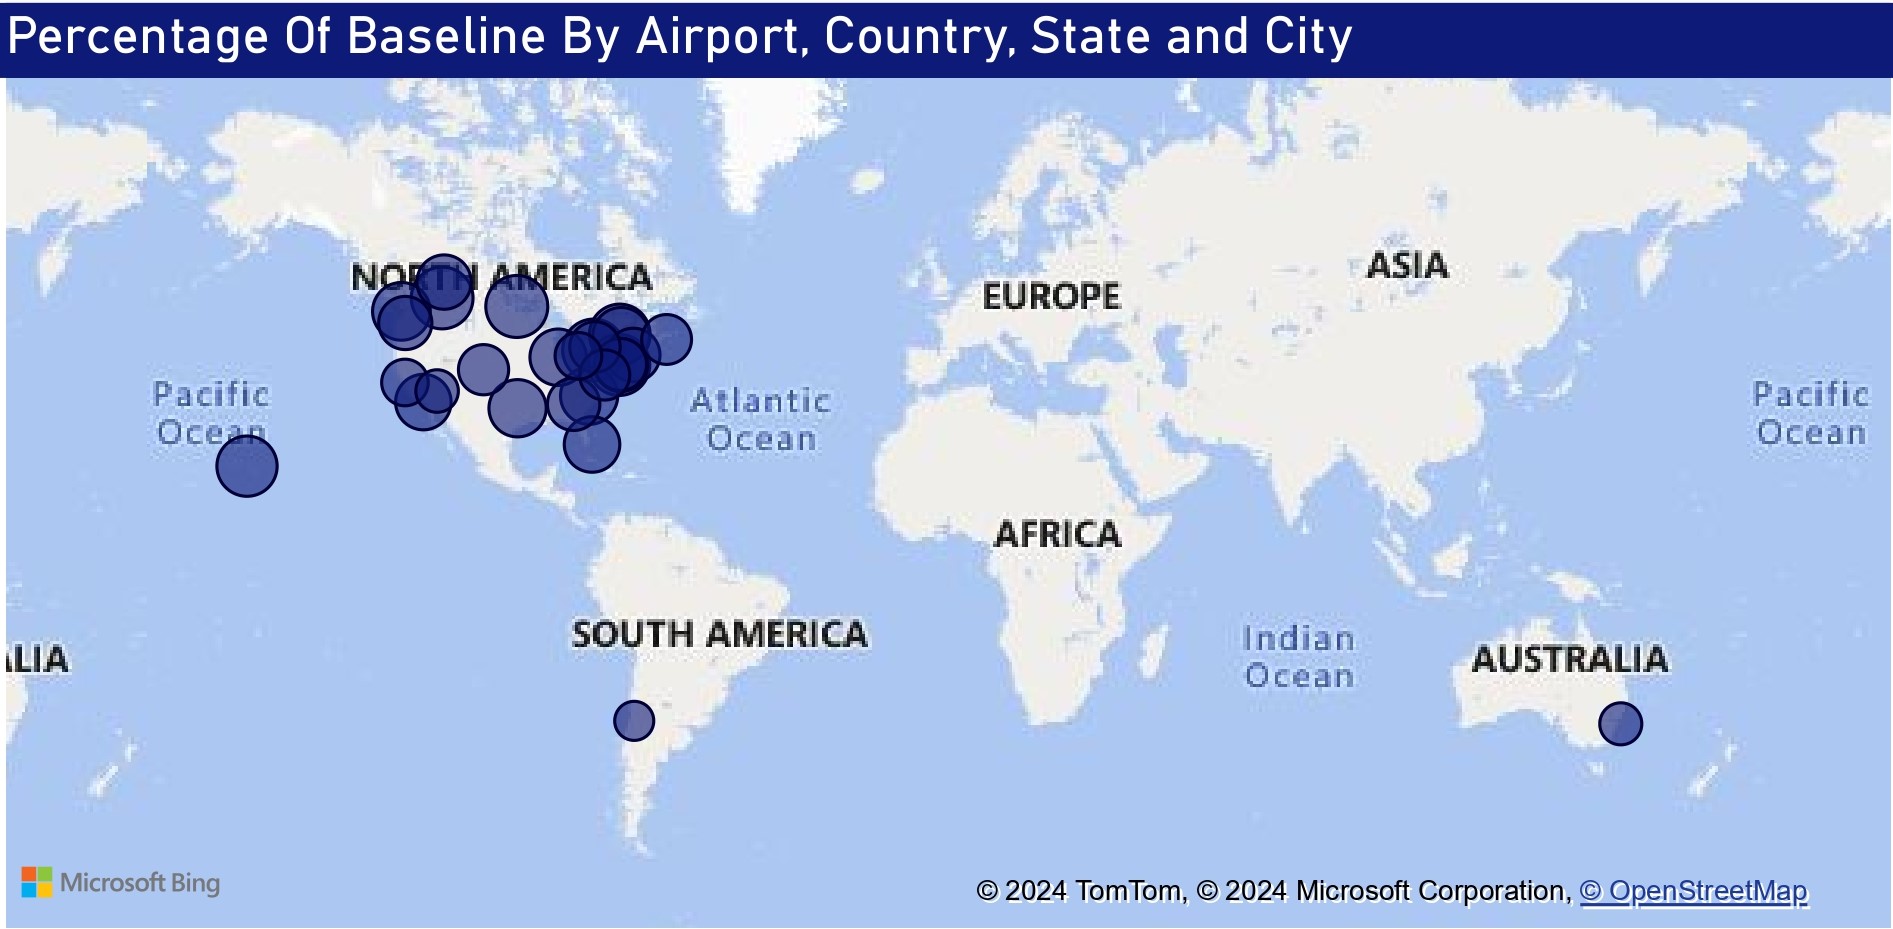 Percentage Of Baseline By Airport, Country, State and City
NORTH AMERICA
ASIA
EUROPE
Pacific
Ocean
Atlantic
Ocean
Pacific
Ocean
AFRICA
SOUTH AMERICA
Indian
Ocean
ALIA
AUSTRALIA
Microsoft Bing
© 2024 TomTom, © 2024 Microsoft Corporation, © OpenStreetMap